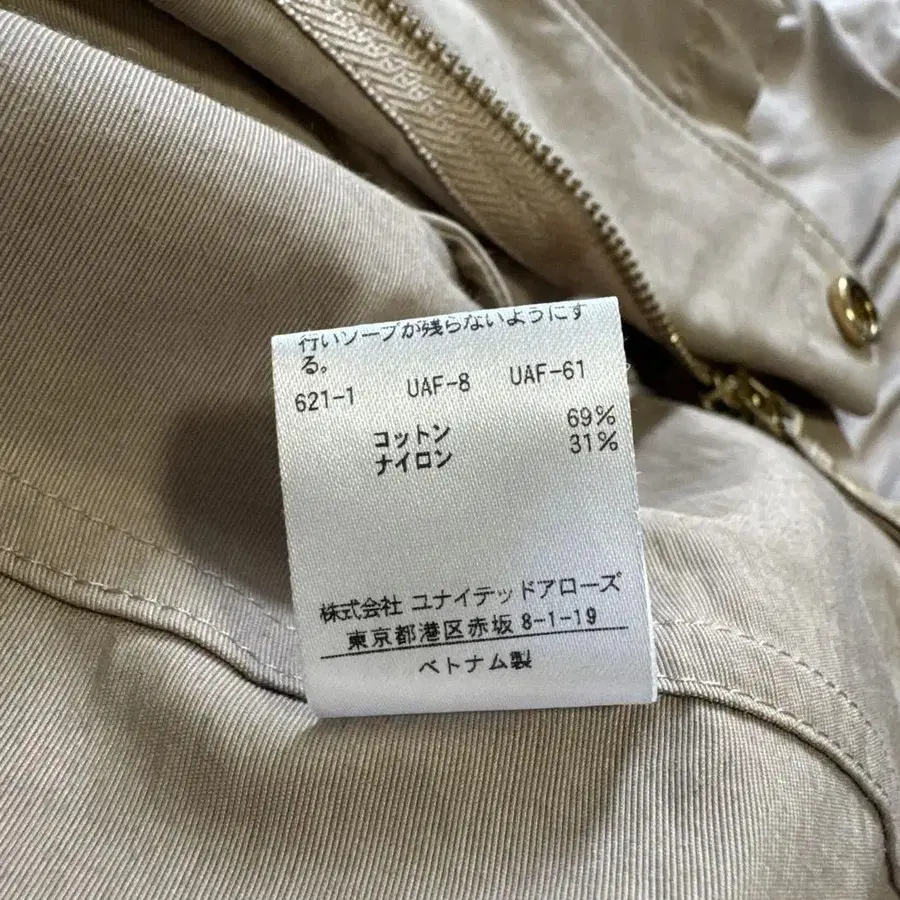 行いソープが残らないようにす
る。
621-1 UAF-8 UAF-61
コットン 69%
ナイロン 31%
株式会社 ユナイテッドアローズ
東京都港区赤坂8-1-19
ベトナム製